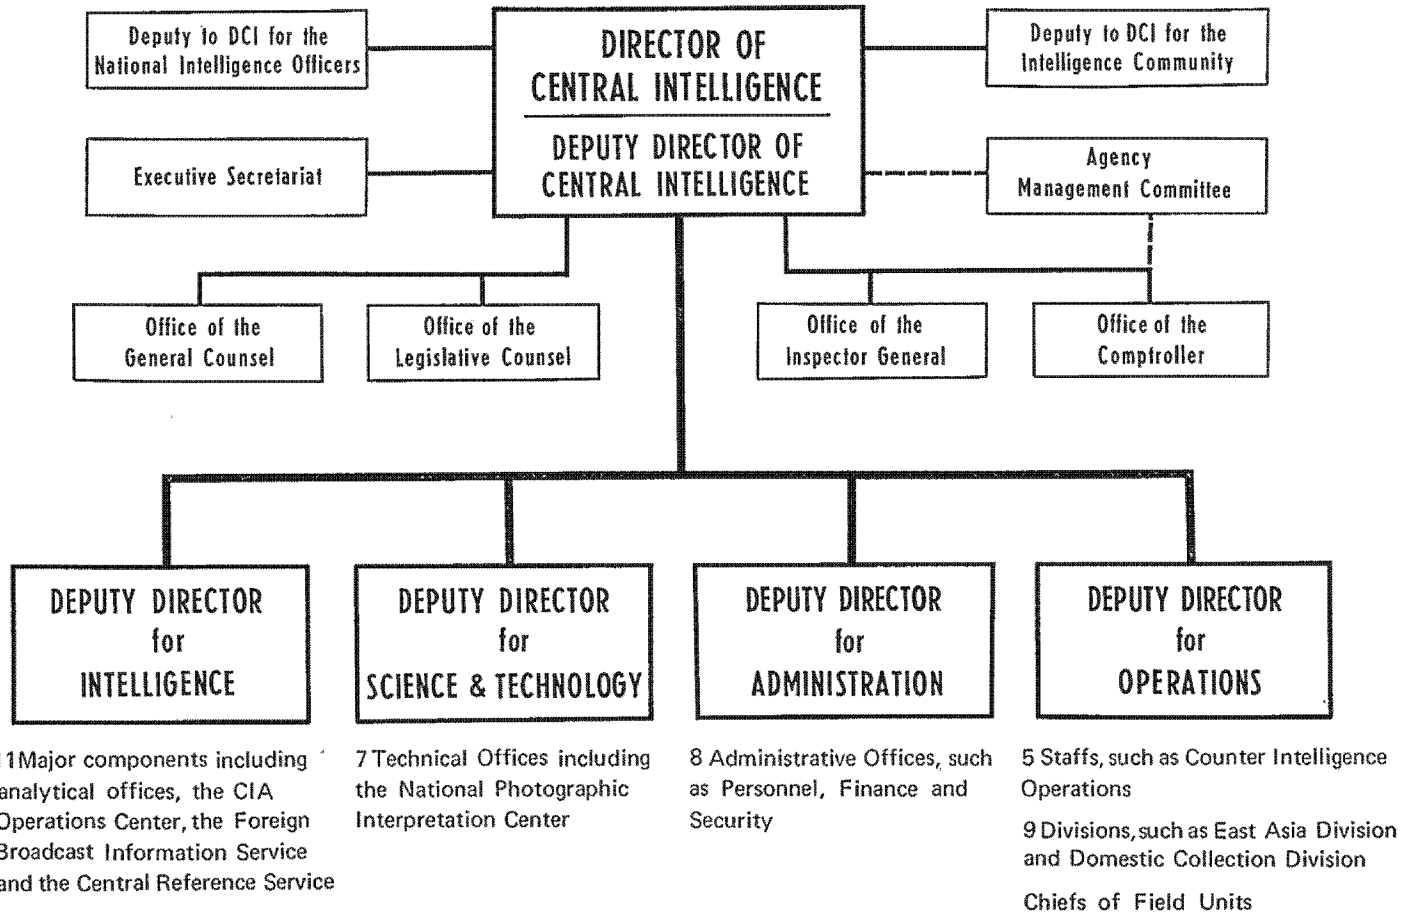 Deputy to DCI for the
National Intelligence Officers
DIRECTOR OF
CENTRAL INTELLIGENCE
DEPUTY DIRECTOR OF
CENTRAL INTELLIGENCE
Deputy to DCI for the
Intelligence Community
Executive Secretariat
Agency
Management Committee
Office of the
General Counsel
Office of the
Legislative Counsel
Office of the
Inspector General
Office of the
Comptroller
DEPUTY DIRECTOR
for
INTELLIGENCE
DEPUTY DIRECTOR
for
SCIENCE & TECHNOLOGY
DEPUTY DIRECTOR
for
ADMINISTRATION
DEPUTY DIRECTOR
for
OPERATIONS
11 Major components including
analytical offices, the CIA
Operations Center, the Foreign
Broadcast Information Service
and the Central Reference Service
7 Technical Offices including
the National Photographic
Interpretation Center
8 Administrative Offices, such
as Personnel, Finance and
Security
5 Staffs, such as Counter Intelligence
Operations
9 Divisions, such as East Asia Division
and Domestic Collection Division
Chiefs of Field Units